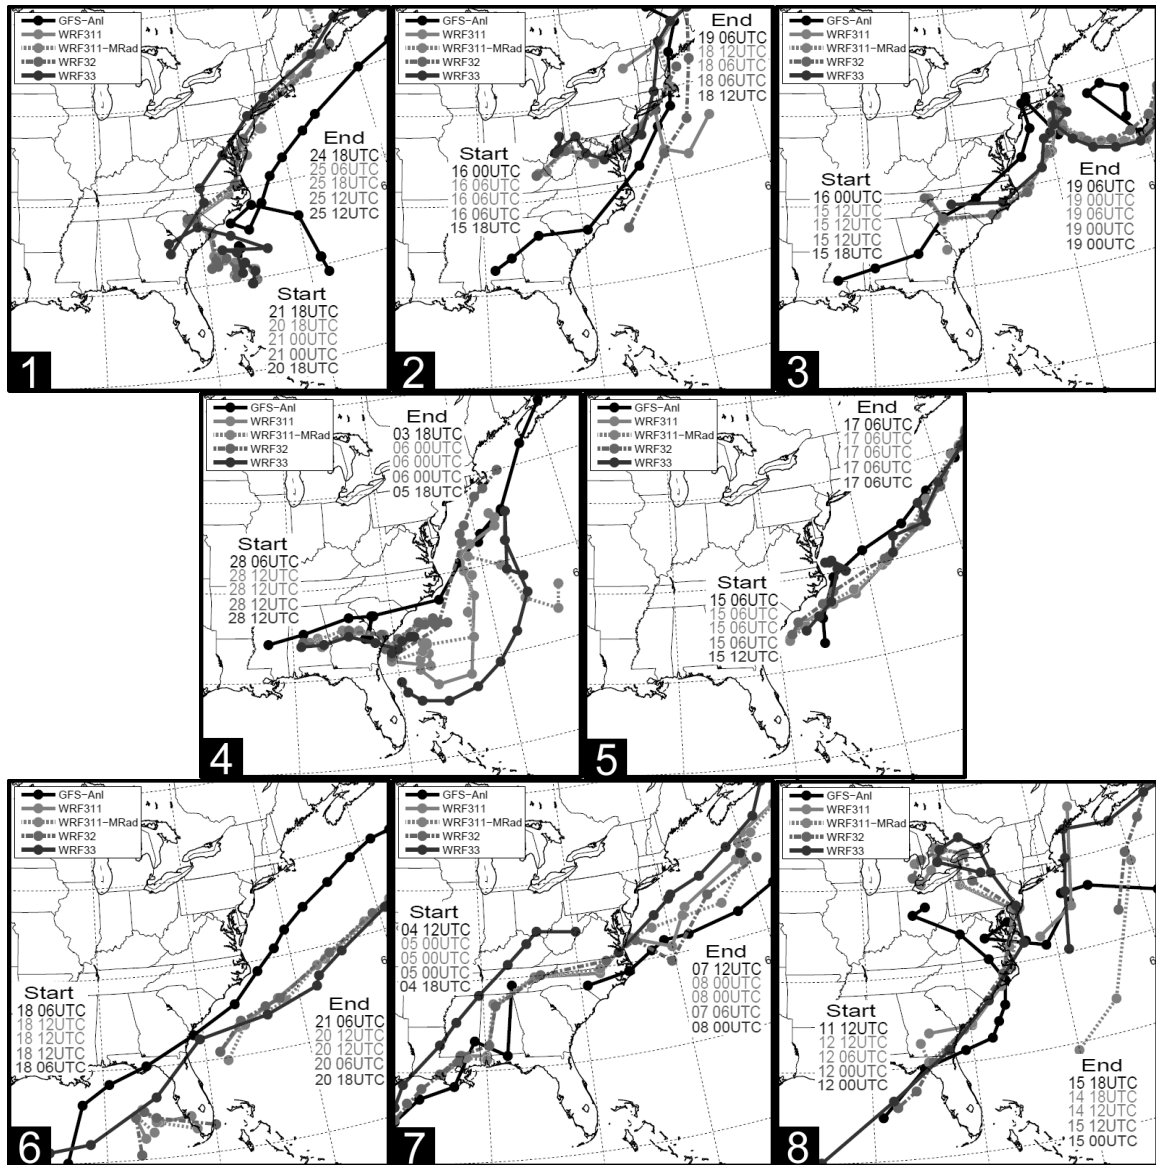 GFS-Anl
WRF311
WRF311-MRad
WRF32
WRF33
End
24 18UTC
25 06UTC
25 18UTC
25 12UTC
25 12UTC
6
Start
21 18UTC
20 18UTC
21 00UTC
21 00UTC
20 18UTC
1
GFS-Anl
WRF311
WRF311-MRad
WRF32
WRF33
End
19 06UTC
18 12UTC
18 06UTC
18 06UTC
18 12UTC
Start
16 00UTC
16 06UTC
16 06UTC
16 06UTC
15 18UTC
6
2
GFS-Anl
WRF311
WRF311-MRad
WRF32
WRF33
Start
16 00UTC
15 12UTC
15 12UTC
15 12UTC
15 18UTC
End
19 06UTC
19 00UTC
19 06UTC
19 06UTC
19 00UTC
6
3
GFS-Anl
WRF311
WRF311-MRad
WRF32
WRF33
End
03 18UTC
06 00UTC
06 00UTC
06 00UTC
05 18UTC
Start
28 06UTC
28 12UTC
28 12UTC
28 12UTC
28 12UTC
6
4
GFS-Anl
WRF311
WRF311-MRad
WRF32
WRF33
End
17 06UTC
17 06UTC
17 06UTC
17 06UTC
17 06UTC
Start
15 06UTC
15 06UTC
15 06UTC
15 06UTC
15 12UTC
6
5
GFS-Anl
WRF311
WRF311-MRad
WRF32
WRF33
Start
18 06UTC
18 12UTC
18 12UTC
18 12UTC
18 06UTC
End
21 06UTC
20 12UTC
20 12UTC
20 06UTC
20 18UTC
6
6
GFS-Anl
WRF311
WRF311-MRad
WRF32
WRF33
Start
04 12UTC
05 00UTC
05 00UTC
05 00UTC
04 18UTC
End
07 12UTC
08 00UTC
08 00UTC
07 06UTC
08 00UTC
6
7
GFS-Anl
WRF311
WRF311-MRad
WRF32
WRF33
Start
11 12UTC
12 12UTC
12 06UTC
12 00UTC
12 00UTC
End
15 18UTC
14 18UTC
14 12UTC
15 12UTC
15 00UTC
6
8